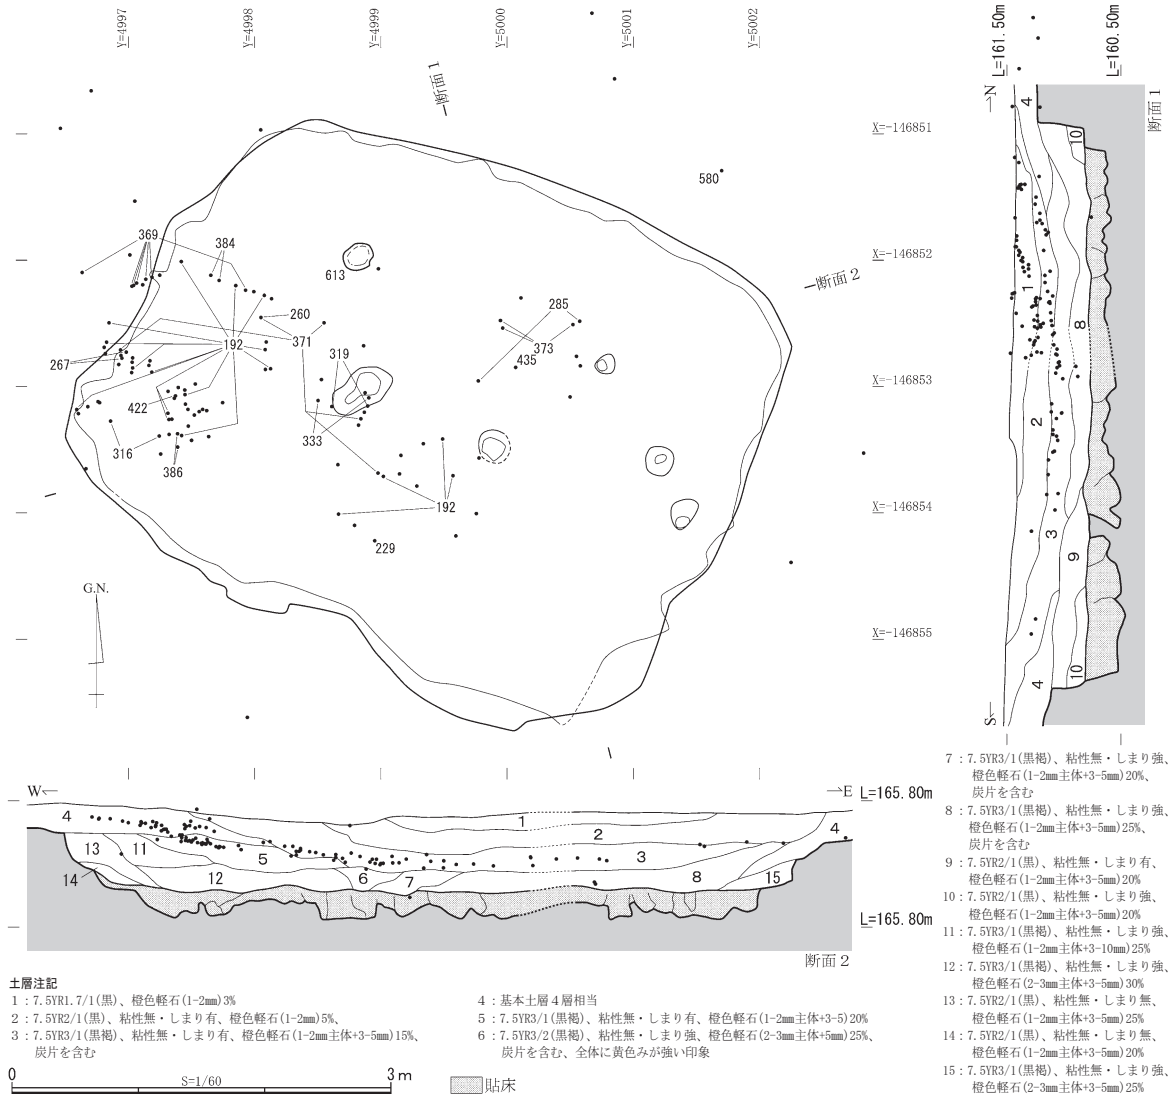 Y=4997
Y=4998
Y=4999
Y=5000
Y=5001
Y=5002
断面1
X=-146851
X=-146852
X=-146853
X=-146854
X=-146855
580
369
384
613
260
285
371
373
192
319
435
267
422
333
316
386
192
229
断面2
G.N.
L=161.50m
L=160.50m
N
断面1
4
10
1
8
2
3
9
4
10
S
W
E
L=165.80m
4
1
2
4
13
11
5
3
14
12
6
7
8
15
L=165.80m
断面2
土層注記
1:7.5YR1.7/1(黒)、橙色軽石(1-2㎜)3%
2:7.5YR2/1(黒)、粘性無・しまり有、橙色軽石(1-2㎜)5%、
3:7.5YR3/1(黒褐)、粘性無・しまり有、橙色軽石(1-2㎜主体+3-5㎜)15%、
炭片を含む
4:基本土層4層相当
5:7.5YR3/1(黒褐)、粘性無・しまり有、橙色軽石(1-2㎜主体+3-5)20%
6:7.5YR3/2(黒褐)、粘性無・しまり強、橙色軽石(2-3㎜主体+5㎜)25%、
炭片を含む、全体に黄色みが強い印象
7:7.5YR3/1(黒褐)、粘性無・しまり強、
橙色軽石(1-2㎜主体+3-5㎜)20%、
炭片を含む
8:7.5YR3/1(黒褐)、粘性無・しまり強、
橙色軽石(1-2㎜主体+3-5㎜)25%、
炭片を含む
9:7.5YR2/1(黒)、粘性無・しまり有、
橙色軽石(1-2㎜主体+3-5㎜)20%
10:7.5YR2/1(黒)、粘性無・しまり強、
橙色軽石(1-2㎜主体+3-5㎜)20%
11:7.5YR3/1(黒褐)、粘性無・しまり強、
橙色軽石(1-2㎜主体+3-10㎜)25%
12:7.5YR3/1(黒褐)、粘性無・しまり強、
橙色軽石(2-3㎜主体+3-5㎜)30%
13:7.5YR2/1(黒)、粘性無・しまり無、
橙色軽石(1-2㎜主体+3-5㎜)25%
14:7.5YR2/1(黒)、粘性無・しまり無、
橙色軽石(1-2㎜主体+3-5㎜)20%
15:7.5YR3/1(黒褐)、粘性無・しまり強、
橙色軽石(2-3㎜主体+3-5㎜)25%
0
S=1/60
3m
貼床